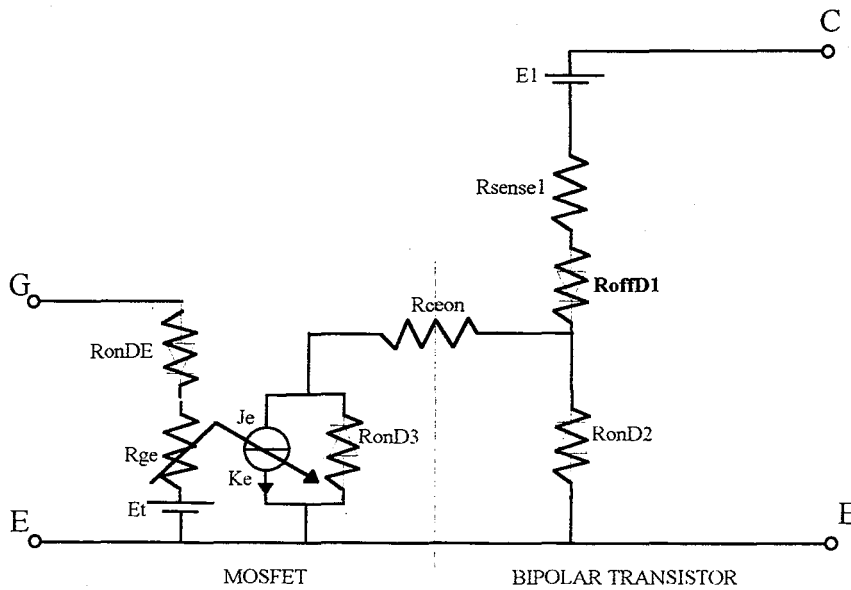 C
E1
Rsense1
G
RoffD1
Rceon
RonDE
Je
RonD3
RonD2
Rge
Ke
Et
E
E
MOSFET
BIPOLAR TRANSISTOR